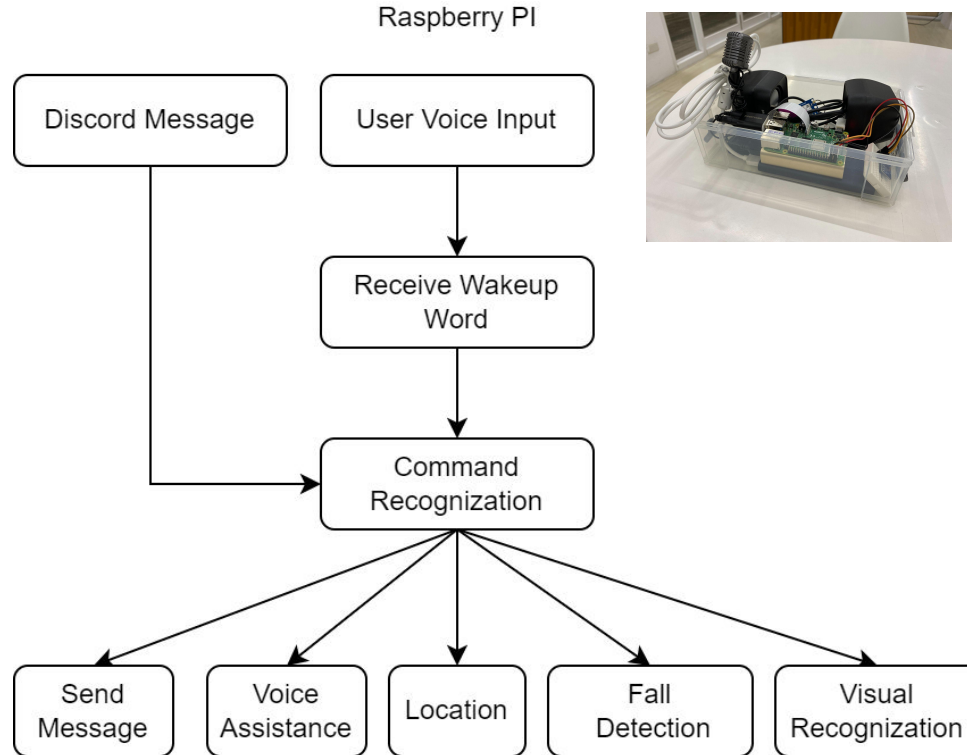 Raspberry PI
Discord Message
User Voice Input
Receive Wakeup
Word
Command
Recognization
Send
Message
Voice
Assistance
Location
Fall
Detection
Visual
Recognization